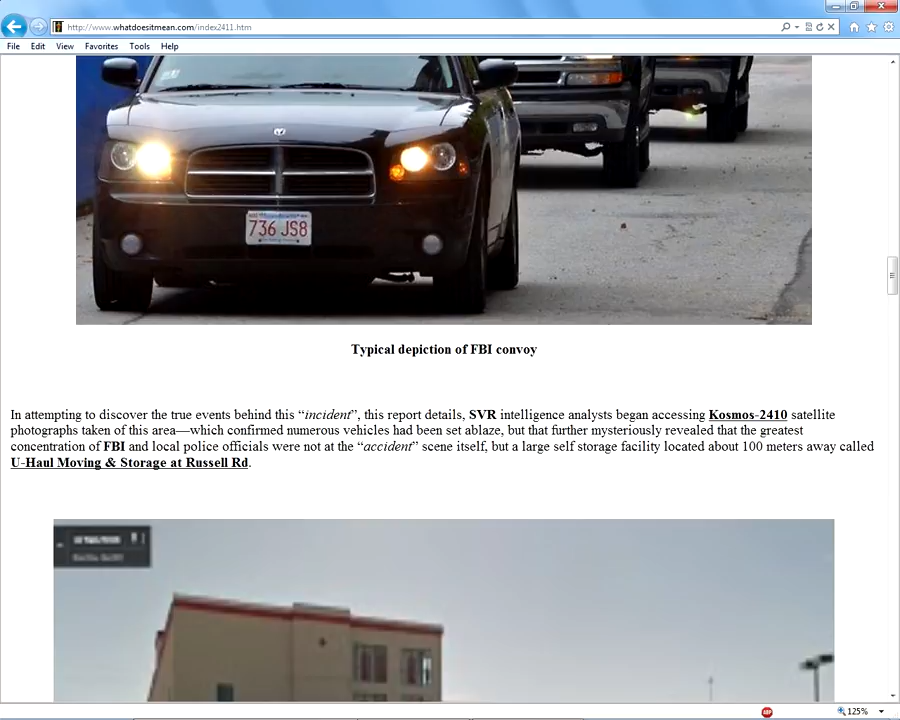 http://www.whatdoesitmean.com/index2411.htm
File Edit View Favorites Tools Help
736 JS8
Typical depiction of FBI convoy
In attempting to discover the true events behind this “incident”, this report details, SVR intelligence analysts began accessing Kosmos-2410 satellite
photographs taken of this area—which confirmed numerous vehicles had been set ablaze, but that further mysteriously revealed that the greatest
concentration of FBI and local police officials were not at the “accident” scene itself, but a large self storage facility located about 100 meters away called
U-Haul Moving & Storage at Russell Rd.
ABP
125%